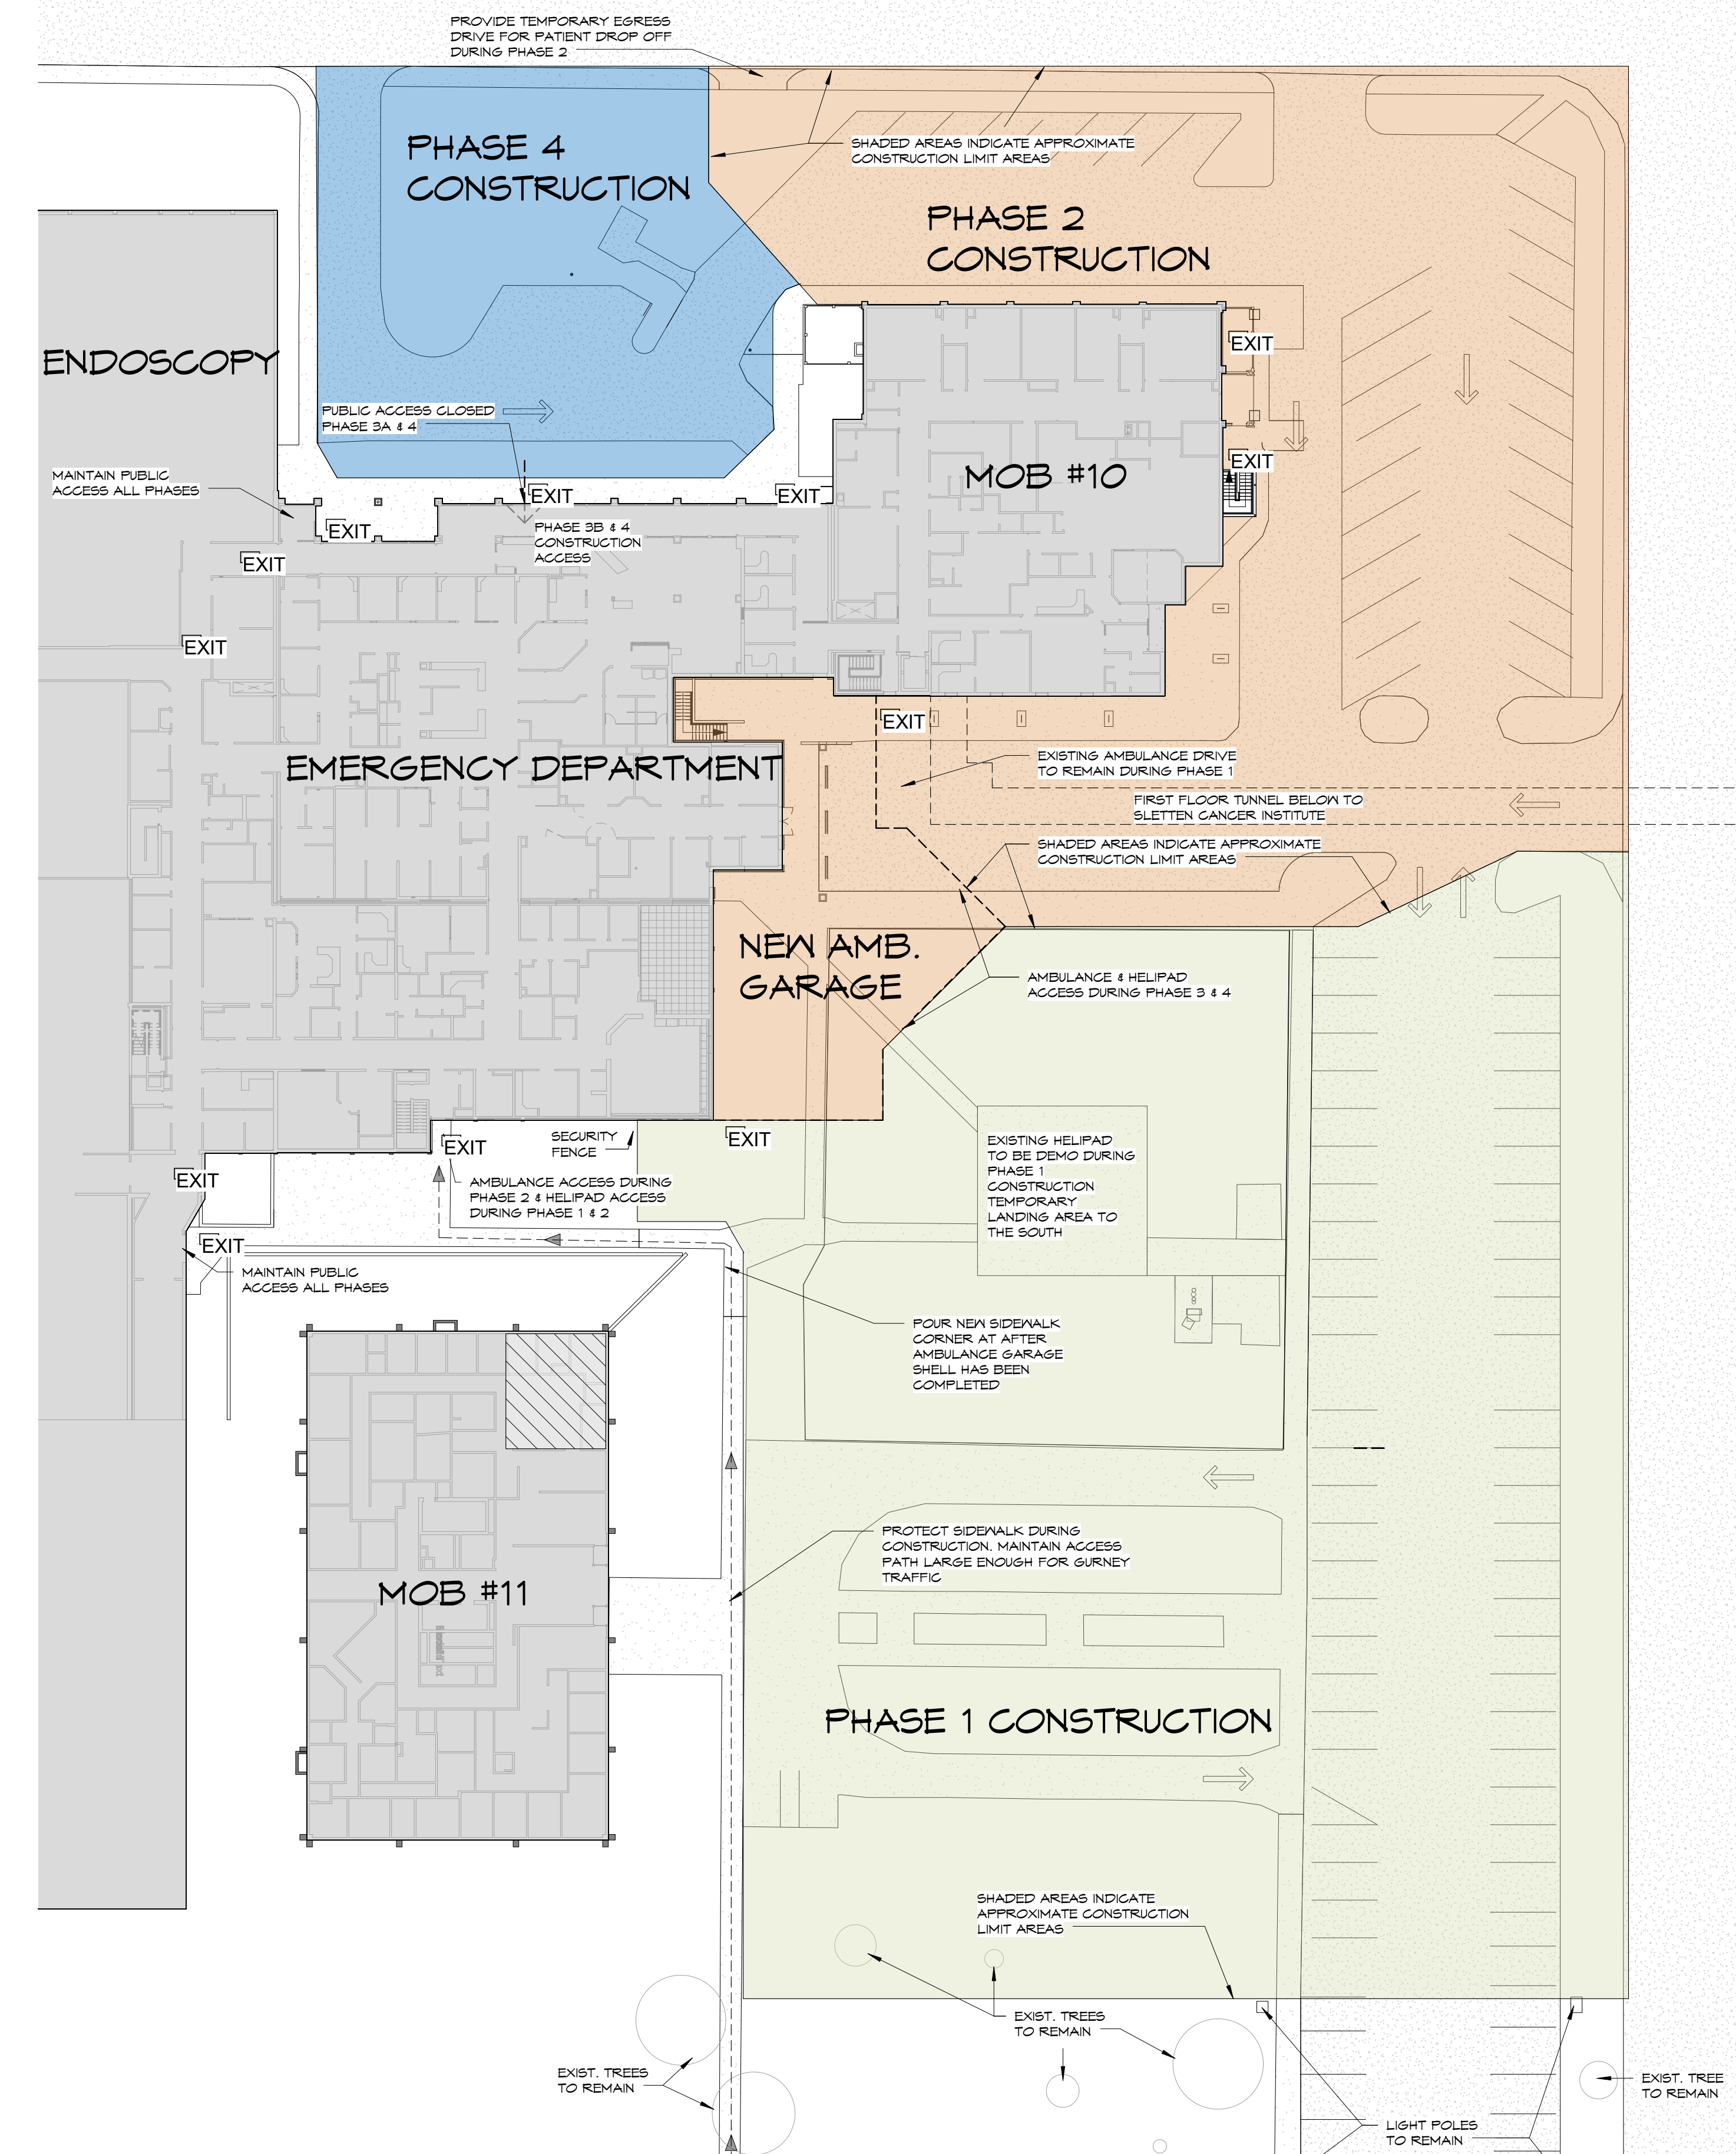 PROVIDE TEMPORARY EGRESS
DRIVE FOR PATIENT DROP OFF
DURING PHASE 2
PHASE 4
CONSTRUCTION
SHADED AREAS INDICATE APPROXIMATE
CONSTRUCTION LIMIT AREAS
PHASE 2
CONSTRUCTION
ENDOSCOPY
EXIT
PUBLIC ACCESS CLOSED
PHASE 3A & 4
EXIT
MAINTAIN PUBLIC
ACCESS ALL PHASES
MOB #10
EXIT
EXIT
EXIT
PHASE 3B & 4
CONSTRUCTION
ACCESS
EXIT
EXIT
EXIT
EMERGENCY DEPARTMENT
EXISTING AMBULANCE DRIVE
TO REMAIN DURING PHASE 1
FIRST FLOOR TUNNEL BELOW TO
SLETTEN CANCER INSTITUTE
SHADED AREAS INDICATE APPROXIMATE
CONSTRUCTION LIMIT AREAS
NEW AMB.
GARAGE
AMBULANCE & HELIPAD
ACCESS DURING PHASE 3 & 4
EXIT
SECURITY
FENCE
EXIT
EXISTING HELIPAD
TO BE DEMO DURING
PHASE 1
CONSTRUCTION
TEMPORARY
LANDING AREA TO
THE SOUTH
EXIT
AMBULANCE ACCESS DURING
PHASE 2 & HELIPAD ACCESS
DURING PHASE 1 & 2
EXIT
MAINTAIN PUBLIC
ACCESS ALL PHASES
POUR NEW SIDEWALK
CORNER AT AFTER
AMBULANCE GARAGE
SHELL HAS BEEN
COMPLETED
PROTECT SIDEWALK DURING
CONSTRUCTION. MAINTAIN ACCESS
PATH LARGE ENOUGH FOR GURNEY
TRAFFIC
MOB #11
PHASE 1 CONSTRUCTION
SHADED AREAS INDICATE
APPROXIMATE CONSTRUCTION
LIMIT AREAS
EXIST. TREES
TO REMAIN
EXIST. TREES
TO REMAIN
EXIST. TREE
TO REMAIN
LIGHT POLES
TO REMAIN